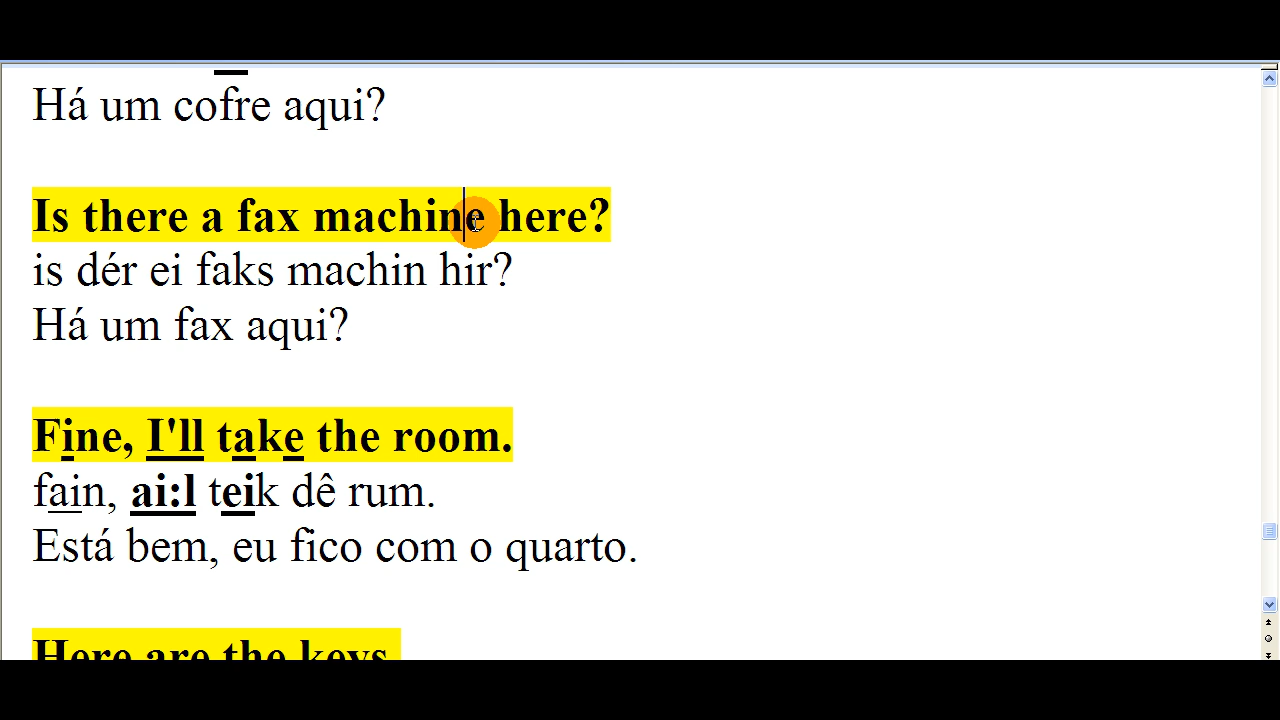 Há um cofre aqui?
Is there a fax machine here?
is dér ei faks machin hir?
Há um fax aqui?
Fine, I'll take the room.
fain, ai:l teik dê rum.
Está bem, eu fico com o quarto.
Here are the keys.